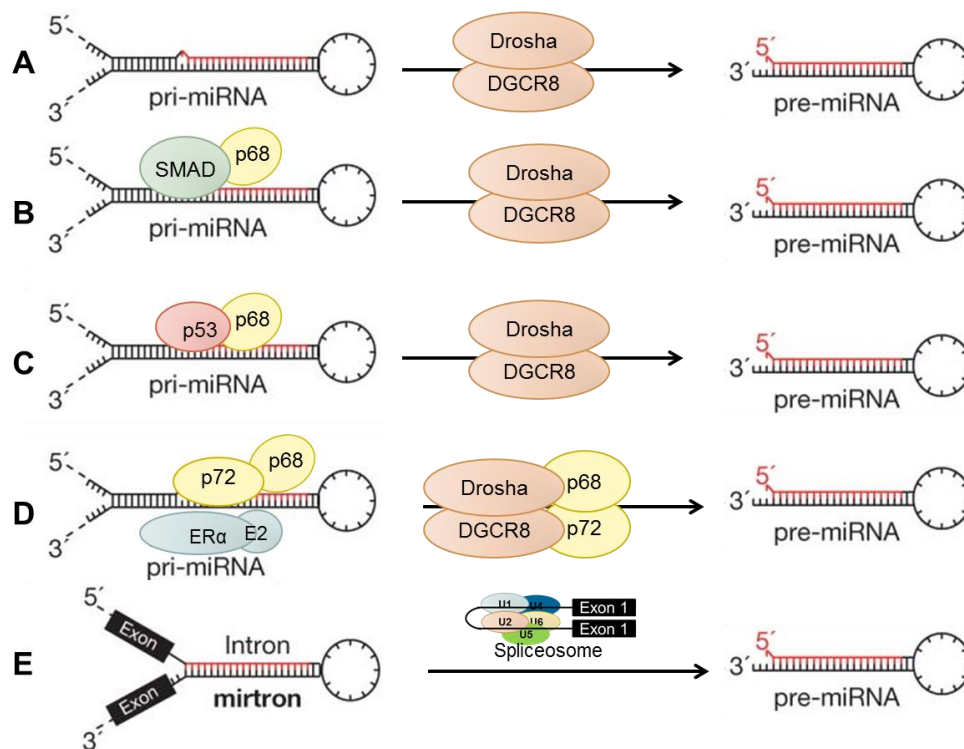 A
5´
3´
pri-miRNA
Drosha
DGCR8
5´
3´
pre-miRNA
B
5´
3´
SMAD
p68
pri-miRNA
Drosha
DGCR8
5´
3´
pre-miRNA
C
5´
3´
p53
p68
pri-miRNA
Drosha
DGCR8
5´
3´
pre-miRNA
D
5´
3´
p72
p68
ERα
E2
pri-miRNA
Drosha
DGCR8
p68
p72
5´
3´
pre-miRNA
E
5´
3´
Exon
Exon
Intron
mirtron
U1
U4
U2
U6
U5
Exon 1
Exon 1
Spliceosome
5´
3´
pre-miRNA